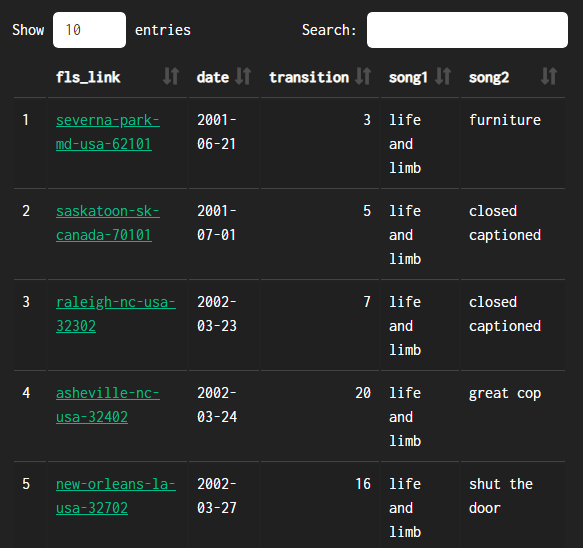 Show 10 entries Search:
fls_link date transition song1 song2
1 severna-park- 2001- 3 life furniture
md-usa-62101 06-21 and
limb
2 saskatoon-sk- 2001- 5 life closed
canada-70101 07-01 and captioned
limb
3 raleigh-nc-usa- 2002- 7 life closed
32302 03-23 and captioned
limb
4 asheville-nc- 2002- 20 life great cop
usa-32402 03-24 and
limb
5 new-orleans-la- 2002- 16 life shut the
usa-32702 03-27 and door
limb